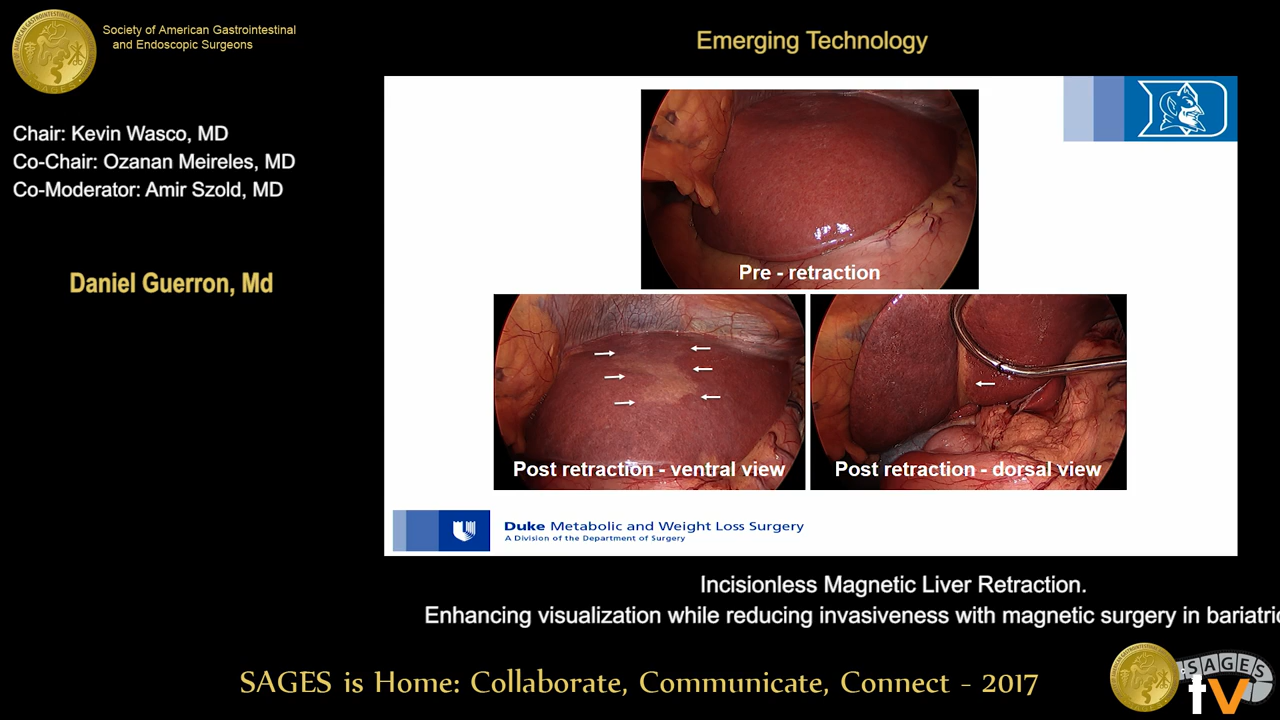 Society of American Gastrointestinal
and Endoscopic Surgeons
Emerging Technology
Chair: Kevin Wasco, MD
Co-Chair: Ozanan Meireles, MD
Co-Moderator: Amir Szold, MD
Daniel Guerron, Md
Pre - retraction
Post retraction - ventral view
Post retraction - dorsal view
Duke Metabolic and Weight Loss Surgery
A Division of the Department of Surgery
Incisionless Magnetic Liver Retraction.
Enhancing visualization while reducing invasiveness with magnetic surgery in bariatric
SAGES is Home: Collaborate, Communicate, Connect - 2017
SAGES
tv